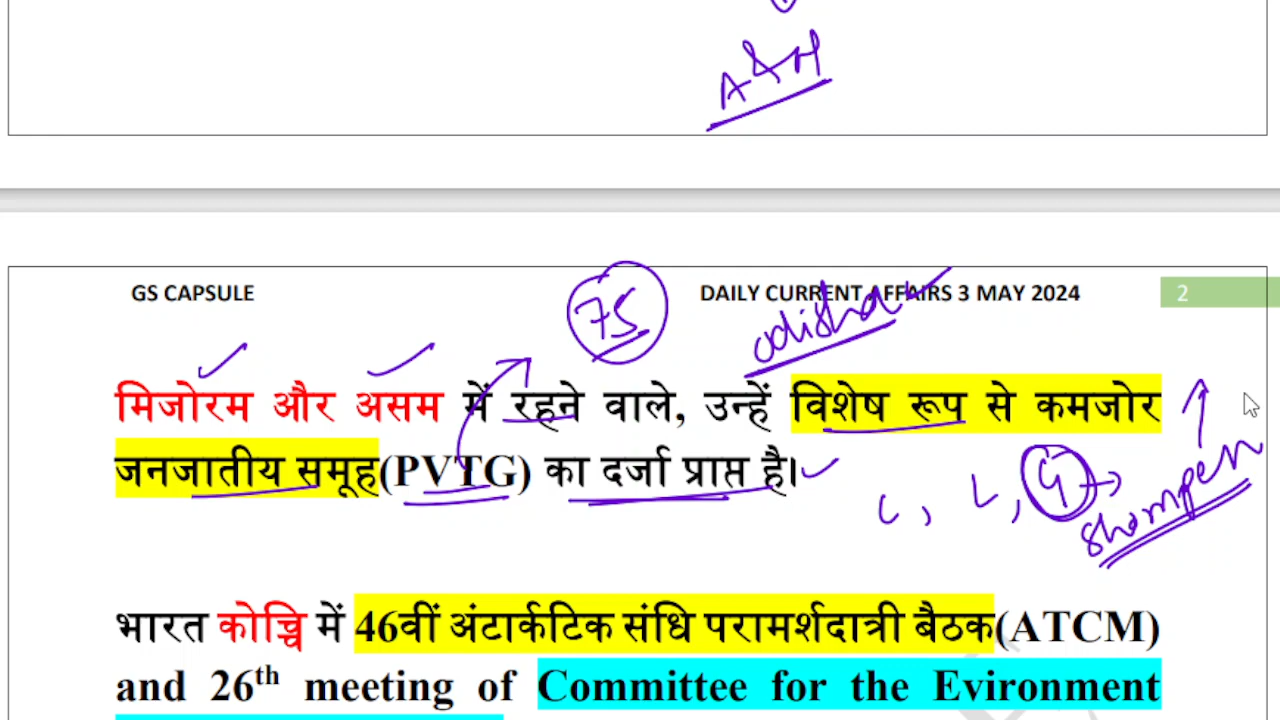 A&H
GS CAPSULE
DAILY CURRENT AFFAIRS 3 MAY 2024
2
75
odisha
मिजोरम और असम में रहने वाले, उन्हें विशेष रूप से कमजोर
जनजातीय समूह(PVTG) का दर्जा प्राप्त है।
L, L, G
shompen
भारत कोच्चि में 46वीं अंटार्कटिक संधि परामर्शदात्री बैठक(ATCM)
and 26th meeting of Committee for the Evironment